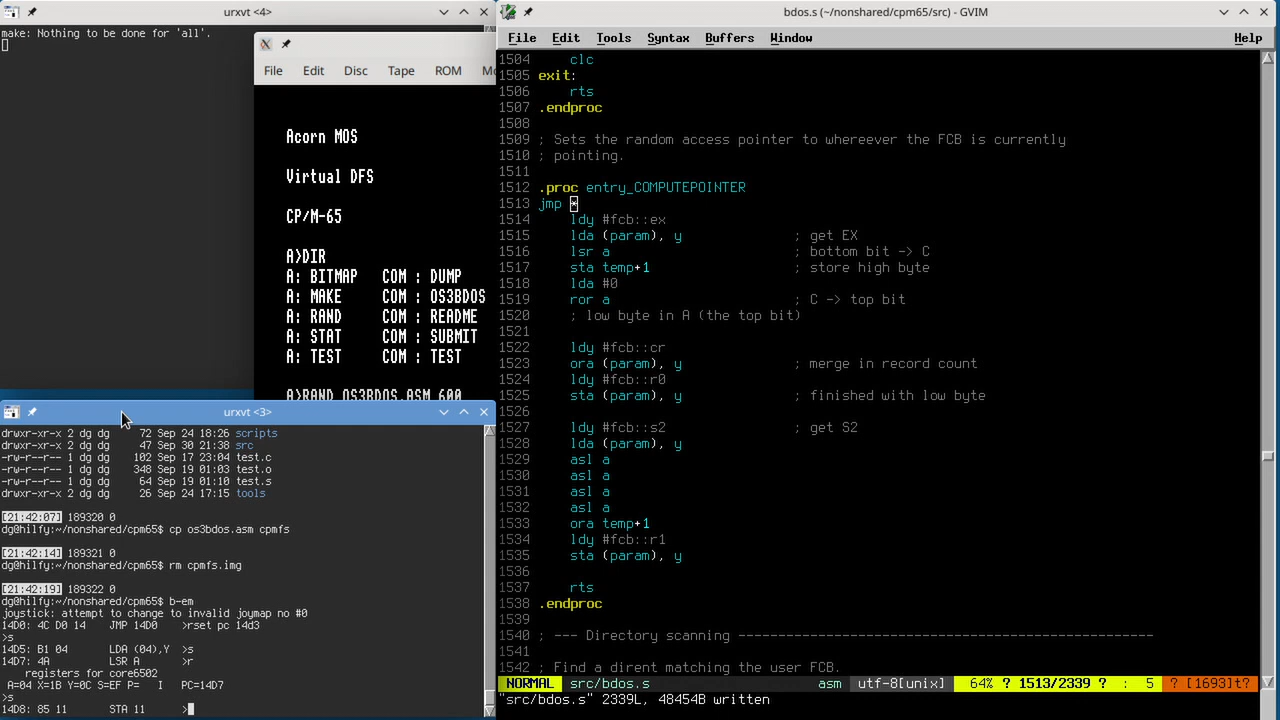 urxvt <4>
make: Nothing to be done for 'all'.
File Edit Disc Tape ROM
Acorn MOS
Virtual DFS
CP/M-65
A>DIR
A: BITMAP COM : DUMP
A: MAKE COM : OS3BDOS
A: RAND COM : README
A: STAT COM : SUBMIT
A: TEST COM : TEST
A>RAND OS3BDOS.ASM 600
urxvt <3>
drwxr-xr-x 2 dg dg 72 Sep 24 18:26 scripts
drwxr-xr-x 2 dg dg 47 Sep 30 21:38 src
-rw-r--r-- 1 dg dg 102 Sep 17 23:04 test.c
-rw-r--r-- 1 dg dg 348 Sep 19 01:03 test.o
-rw-r--r-- 1 dg dg 64 Sep 19 01:10 test.s
drwxr-xr-x 2 dg dg 26 Sep 24 17:15 tools
[21:42:07] 189320 0
dg@hilfy:~/nonshared/cpm65$ cp os3bdos.asm cpmfs
[21:42:14] 189321 0
dg@hilfy:~/nonshared/cpm65$ rm cpmfs.img
[21:42:19] 189322 0
dg@hilfy:~/nonshared/cpm65$ b-em
joystick: attempt to change to invalid joymap no #0
14D0: 4C D0 14 JMP 14D0 >rset pc 14d3
>s
14D5: B1 04 LDA (04),Y >s
14D7: 4A LSR A >r
registers for core6502
A=04 X=1B Y=0C S=EF P= I PC=14D7
>s
14D8: 85 11 STA 11 >
bdos.s (~/nonshared/cpm65/src) - GVIM
File Edit Tools Syntax Buffers Window Help
1504 clc
1505 exit:
1506 rts
1507 .endproc
1508
1509 ; Sets the random access pointer to whereever the FCB is currently
1510 ; pointing.
1511
1512 .proc entry_COMPUTEPOINTER
1513 jmp *
1514 ldy #fcb::ex
1515 lda (param), y ; get EX
1516 lsr a ; bottom bit -> C
1517 sta temp+1 ; store high byte
1518 lda #0
1519 ror a ; C -> top bit
1520 ; low byte in A (the top bit)
1521
1522 ldy #fcb::cr
1523 ora (param), y ; merge in record count
1524 ldy #fcb::r0
1525 sta (param), y ; finished with low byte
1526
1527 ldy #fcb::s2 ; get S2
1528 lda (param), y
1529 asl a
1530 asl a
1531 asl a
1532 asl a
1533 ora temp+1
1534 ldy #fcb::r1
1535 sta (param), y
1536
1537 rts
1538 .endproc
1539
1540 ; --- Directory scanning ----------------------------------------------------
1541
1542 ; Find a dirent matching the user FCB.
NORMAL src/bdos.s asm utf-8[unix] 64% ? 1513/2339 ? : 5 ? [1693]t?
"src/bdos.s" 2339L, 48454B written